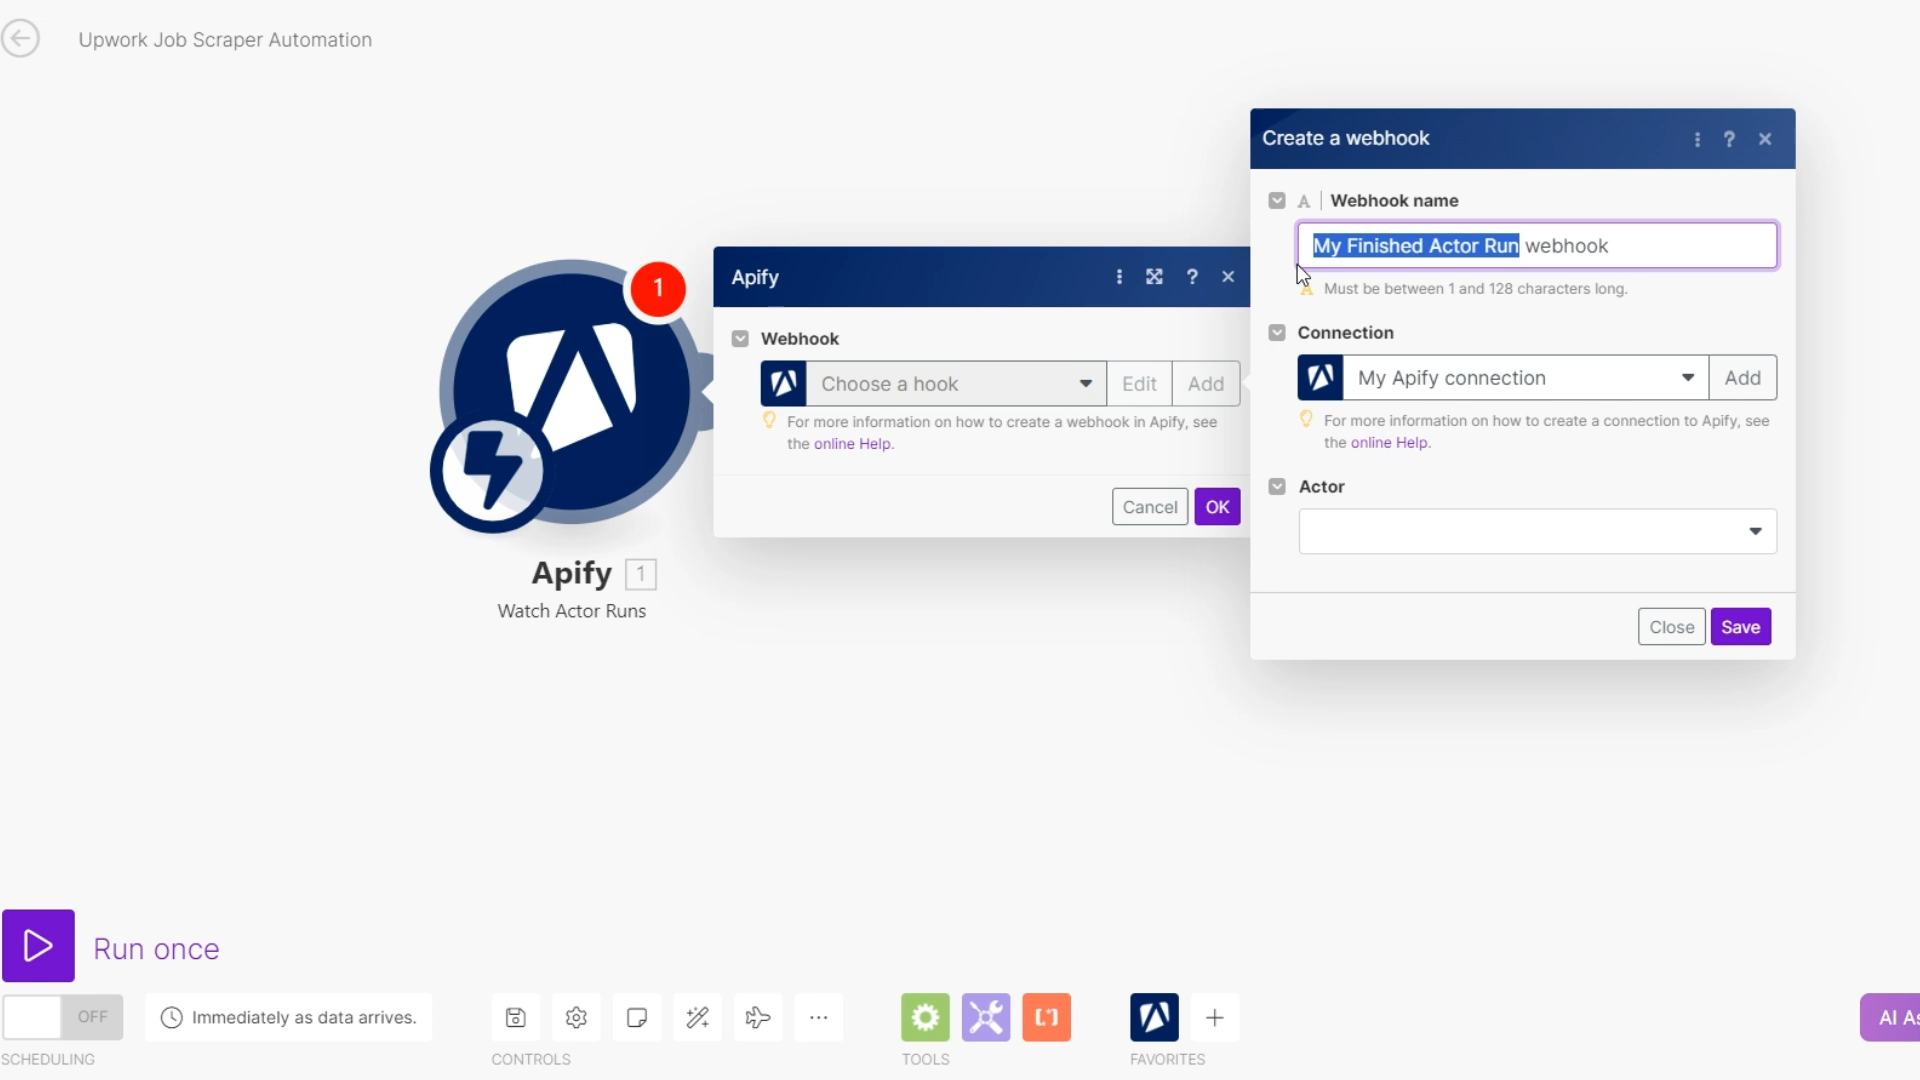 Upwork Job Scraper Automation
Create a webhook
?
A
Webhook name
My Finished Actor Run webhook
A
Must be between 1 and 128 characters long.
Connection
My Apify connection
Add
For more information on how to create a connection to Apify, see
the online Help.
Actor
Close
Save
Apify
?
Webhook
Choose a hook
Edit
Add
For more information on how to create a webhook in Apify, see
the online Help.
Cancel
OK
1
Apify
1
Watch Actor Runs
Run once
OFF
Immediately as data arrives.
SCHEDULING
CONTROLS
TOOLS
FAVORITES
AI As